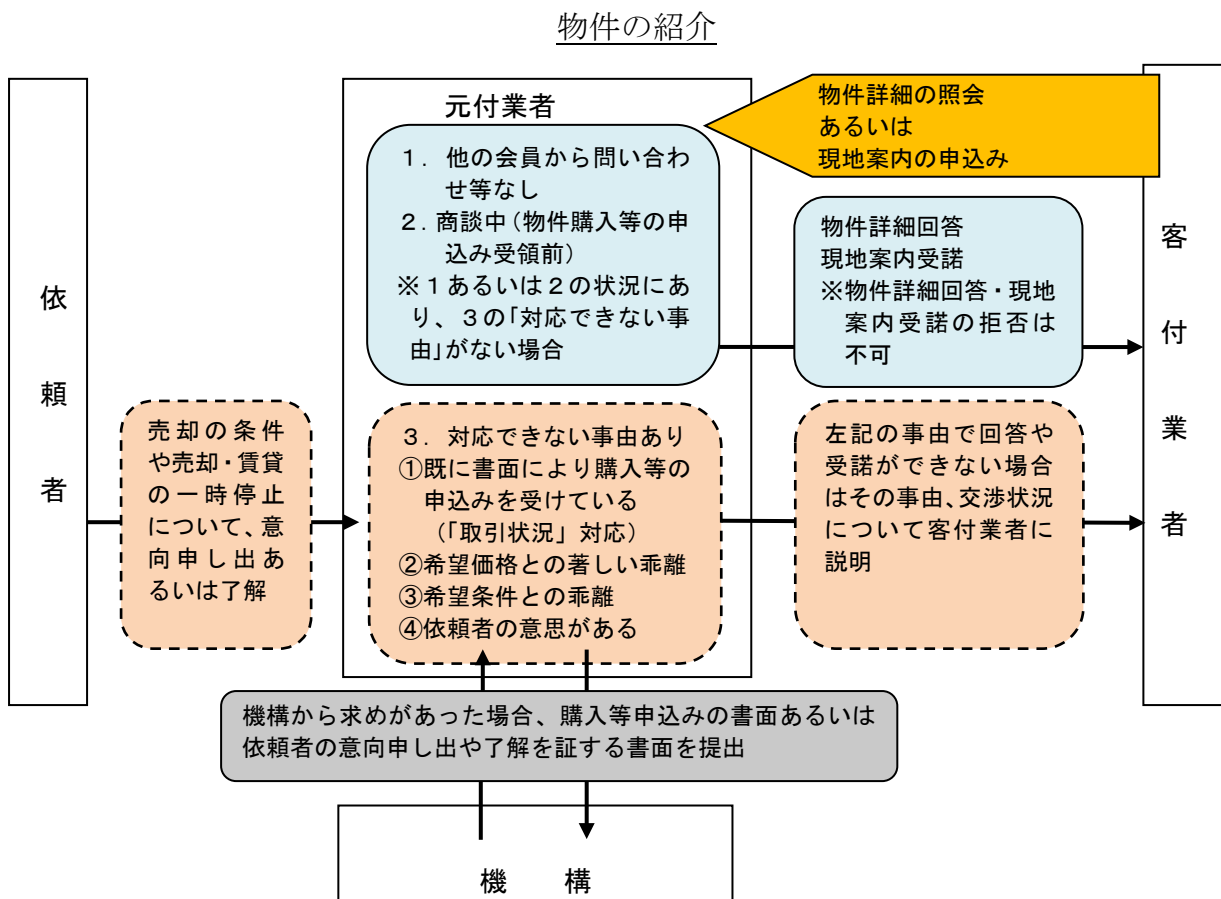 物件の紹介
依
頼
者
売却の条件
や売却・賃貸
の一時停止
について、意
向申し出あ
るいは了解
元付業者
１．他の会員から問い合わ
せ等なし
２．商談中（物件購入等の申
込み受領前）
※１あるいは２の状況にあ
り、３の「対応できない事
由」がない場合
３．対応できない事由あり
①既に書面により購入等の
申込みを受けている
（「取引状況」対応）
②希望価格との著しい乖離
③希望条件との乖離
④依頼者の意思がある
物件詳細の照会
あるいは
現地案内の申込み
物件詳細回答
現地案内受諾
※物件詳細回答・現地
案内受諾の拒否は
不可
左記の事由で回答や
受諾ができない場合
はその事由、交渉状況
について客付業者に
説明
客
付
業
者
機構から求めがあった場合、購入等申込みの書面あるいは
依頼者の意向申し出や了解を証する書面を提出
機　構